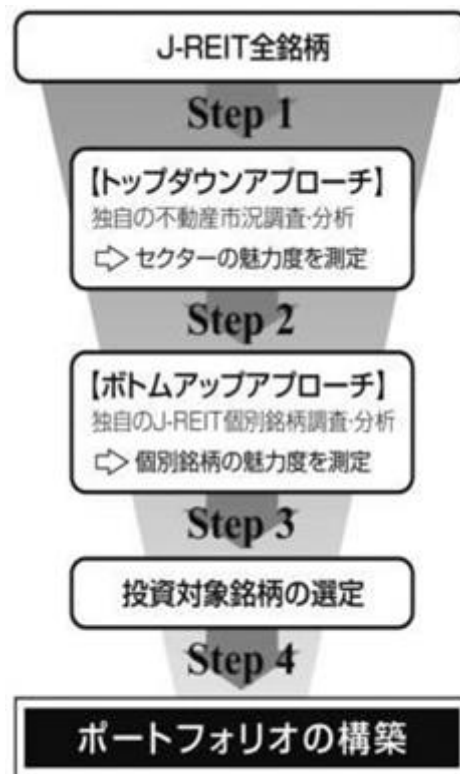 J-REIT全銘柄
Step 1
【トップダウンアプローチ】
独自の不動産市況調査・分析
⇨ セクターの魅力度を測定
Step 2
【ボトムアップアプローチ】
独自のJ-REIT個別銘柄調査・分析
⇨ 個別銘柄の魅力度を測定
Step 3
投資対象銘柄の選定
Step 4
ポートフォリオの構築